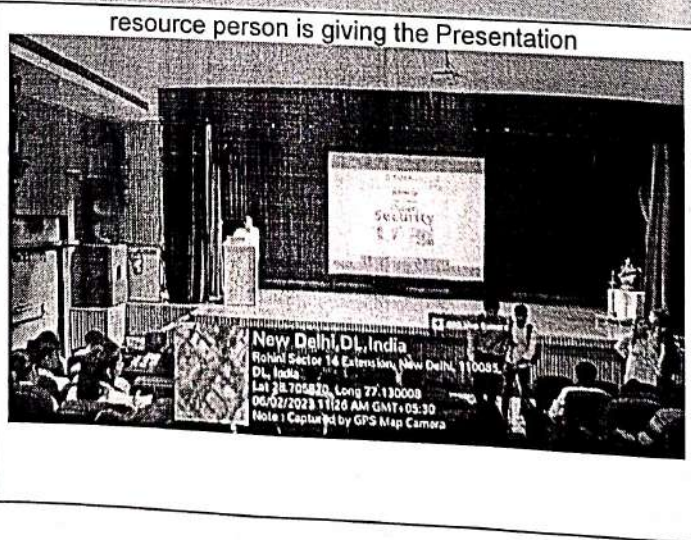 resource person is giving the Presentation
Security
New Delhi,DL,India
Rohini Sector 14 Extension, New Delhi, 110085,
DL, India
Lat 28.705820, Long 77.130008
06/02/2023 11:26 AM GMT+05:30
Note : Captured by GPS Map Camera